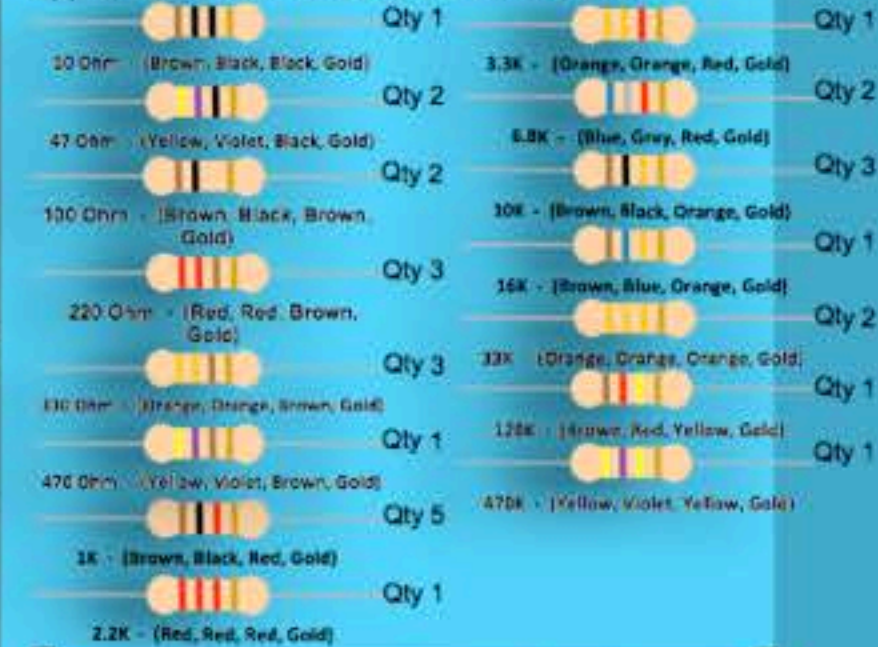 Qty 1
10 Ohm - (Brown, Black, Black, Gold)
Qty 2
47 Ohm - (Yellow, Violet, Black, Gold)
Qty 2
100 Ohm - (Brown, Black, Brown,
Gold)
Qty 3
220 Ohm - (Red, Red, Brown,
Gold)
Qty 3
330 Ohm - (Orange, Orange, Brown, Gold)
Qty 1
470 Ohm - (Yellow, Violet, Brown, Gold)
Qty 5
1K - (Brown, Black, Red, Gold)
Qty 1
2.2K - (Red, Red, Red, Gold)
Qty 1
3.3K - (Orange, Orange, Red, Gold)
Qty 2
6.8K - (Blue, Gray, Red, Gold)
Qty 3
10K - (Brown, Black, Orange, Gold)
Qty 1
16K - (Brown, Blue, Orange, Gold)
Qty 2
33K (Orange, Orange, Orange, Gold)
Qty 1
120K - (Brown, Red, Yellow, Gold)
Qty 1
470K - (Yellow, Violet, Yellow, Gold)